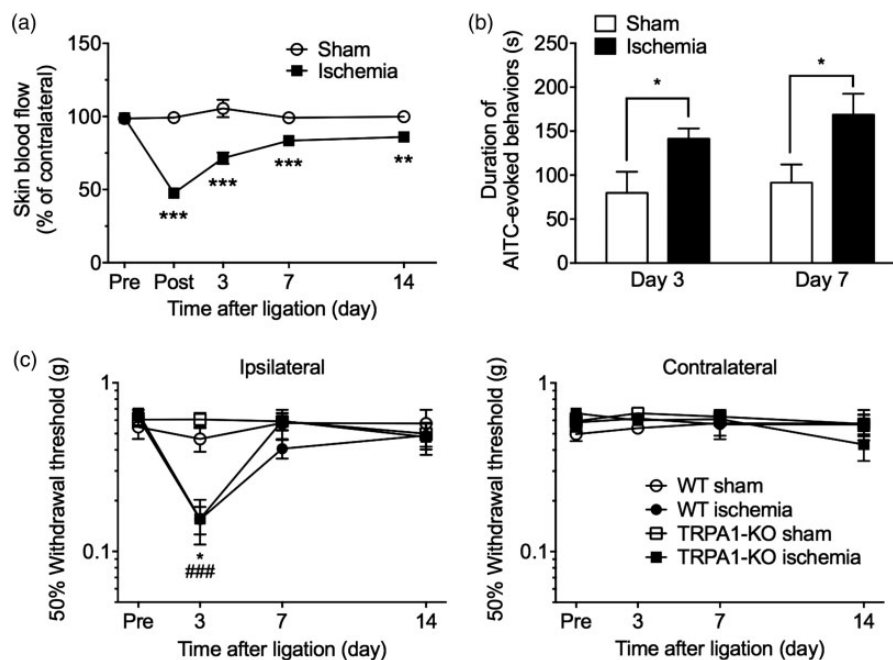 (a)
Sham
Ischemia
Skin blood flow
(% of contralateral)
150
100
50
0
***
***
***
**
Pre Post 3 7 14
Time after ligation (day)
(b)
Sham
Ischemia
Duration of
AITC-evoked behaviors (s)
250
200
150
100
50
0
*
*
Day 3 Day 7
(c)
Ipsilateral
50% Withdrawal threshold (g)
1
0.1
*
###
Pre 3 7 14
Time after ligation (day)
Contralateral
50% Withdrawal threshold (g)
1
0.1
WT sham
WT ischemia
TRPA1-KO sham
TRPA1-KO ischemia
Pre 3 7 14
Time after ligation (day)